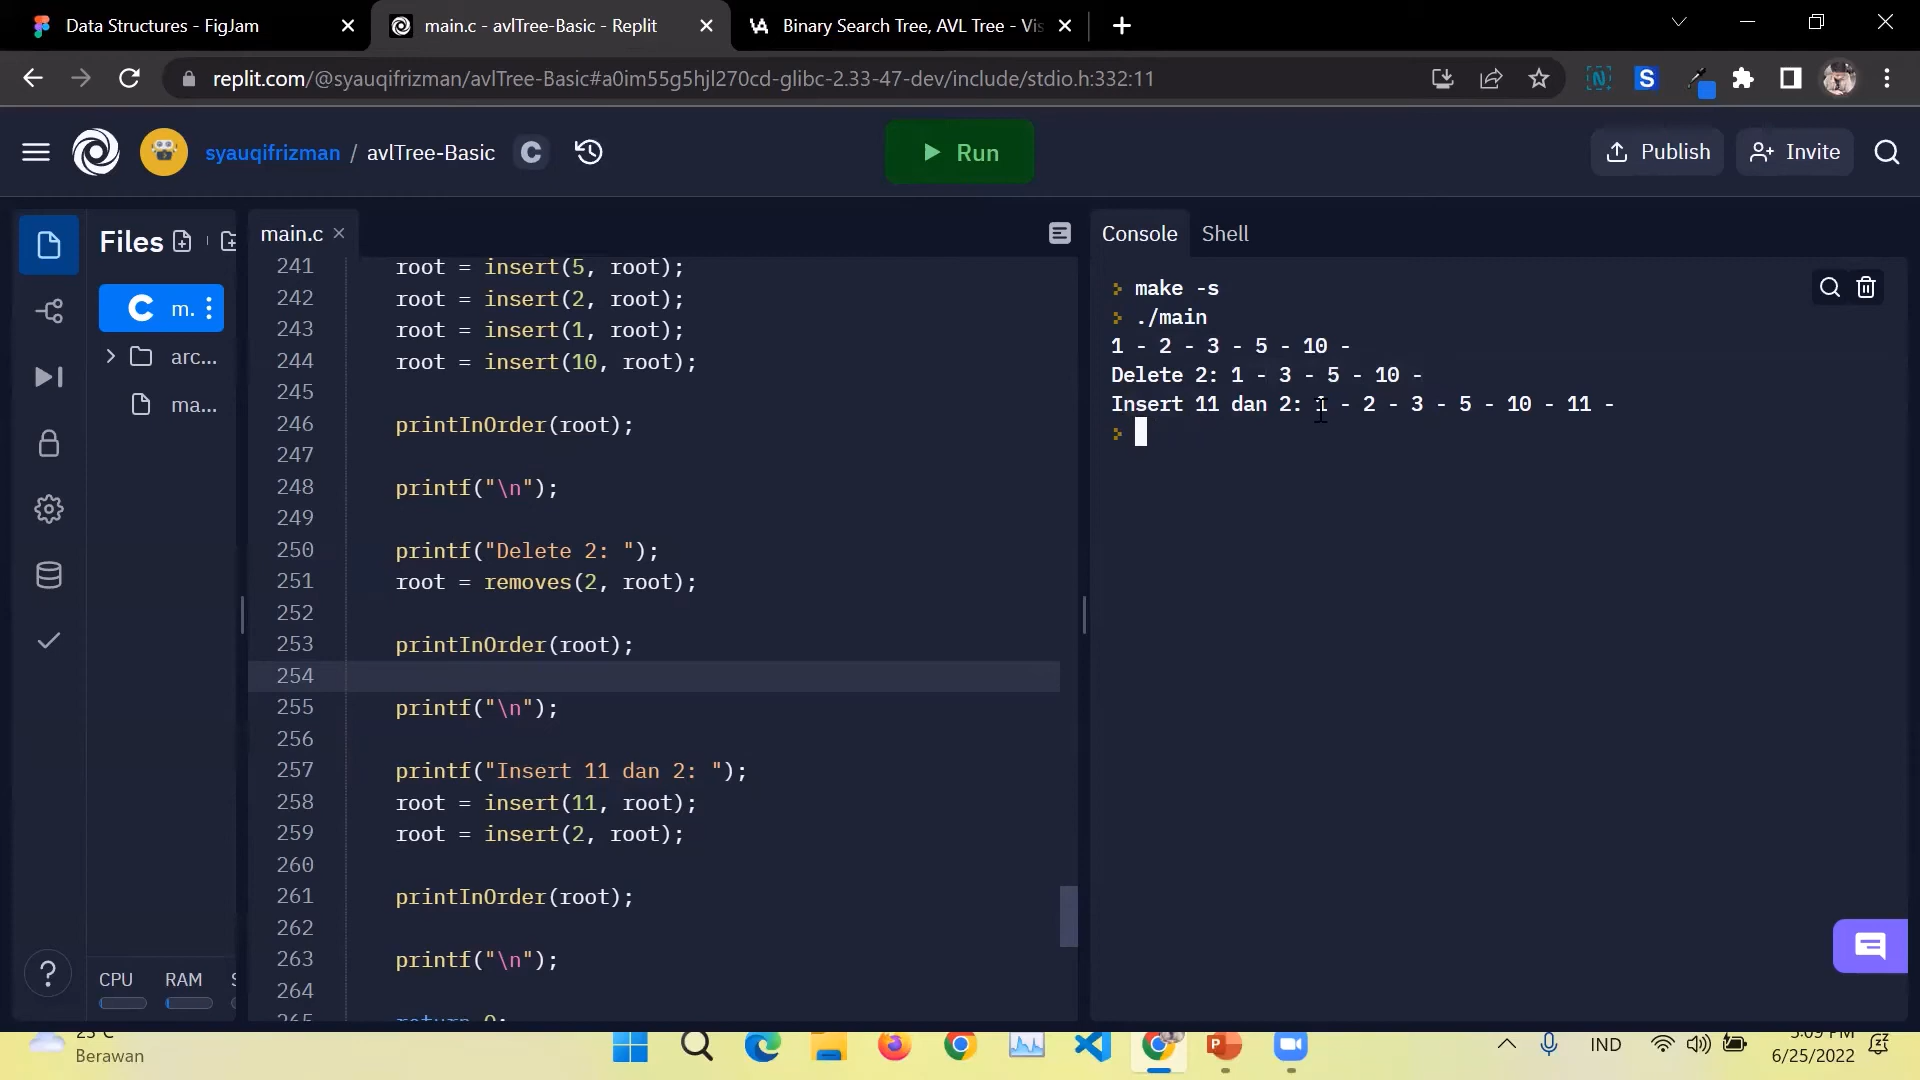 Data Structures - FigJam
main.c - avlTree-Basic - Replit
Binary Search Tree, AVL Tree - Vis
replit.com/@syauqifrizman/avlTree-Basic#a0im55g5hjl270cd-glibc-2.33-47-dev/include/stdio.h:332:11
syauqifrizman / avlTree-Basic C
Run
Publish
Invite
Files
m.
arc...
ma...
CPU RAM S
main.c
241 root = insert(5, root);
242 root = insert(2, root);
243 root = insert(1, root);
244 root = insert(10, root);
245
246 printInOrder(root);
247
248 printf("\n");
249
250 printf("Delete 2: ");
251 root = removes(2, root);
252
253 printInOrder(root);
254
255 printf("\n");
256
257 printf("Insert 11 dan 2: ");
258 root = insert(11, root);
259 root = insert(2, root);
260
261 printInOrder(root);
262
263 printf("\n");
264
265 return 0;
Console Shell
> make -s
> ./main
1 - 2 - 3 - 5 - 10 -
Delete 2: 1 - 3 - 5 - 10 -
Insert 11 dan 2: 1 - 2 - 3 - 5 - 10 - 11 -
>
Berawan
IND
5:09 PM
6/25/2022